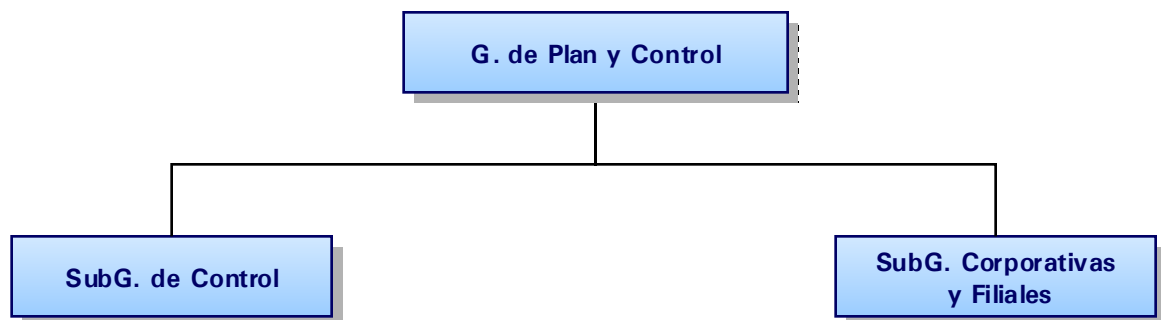 G. de Plan y Control
SubG. de Control
SubG. Corporativas
y Filiales